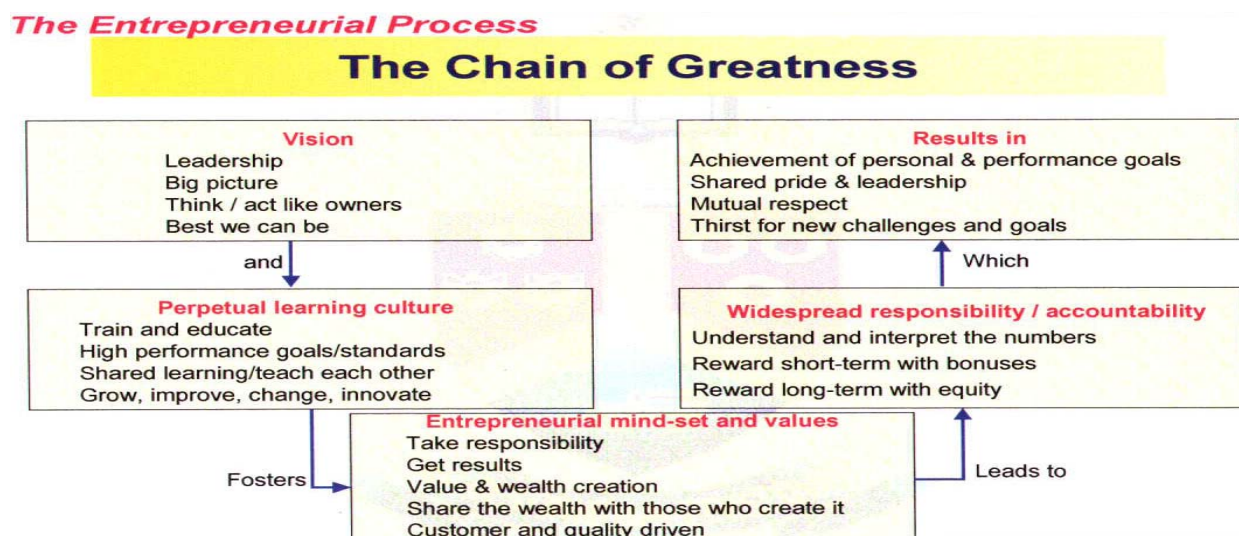 The Entrepreneurial Process
The Chain of Greatness
Vision
Leadership
Big picture
Think / act like owners
Best we can be
and
Perpetual learning culture
Train and educate
High performance goals/standards
Shared learning/teach each other
Grow, improve, change, innovate
Fosters
Entrepreneurial mind-set and values
Take responsibility
Get results
Value & wealth creation
Share the wealth with those who create it
Customer and quality driven
Leads to
Widespread responsibility / accountability
Understand and interpret the numbers
Reward short-term with bonuses
Reward long-term with equity
Which
Results in
Achievement of personal & performance goals
Shared pride & leadership
Mutual respect
Thirst for new challenges and goals